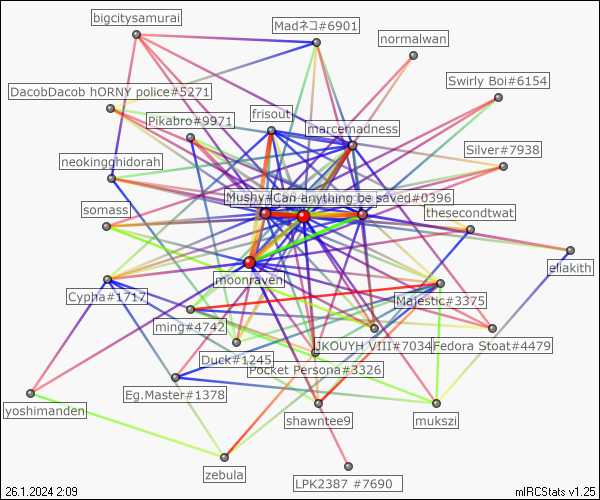 bigcitysamurai
Madネコ#6901
normalwan
Swirly Boi#6154
DacobDacob hORNY police#5271
frisout
Pikabro#9971
marcemadness
Silver#7938
neokingghidorah
Mushy#
Can anything be saved#0396
somass
thesecondtwat
eliakith
moonraven
Cypha#1717
Majestic#3375
ming#4742
JKOUYH VIII#7034
Fedora Stoat#4479
Duck#1245
Pocket Persona#3326
Eg.Master#1378
yoshimanden
shawntee9
mukszi
zebula
LPK2387 #7690
26.1.2024 2:09
mIRCStats v1.25